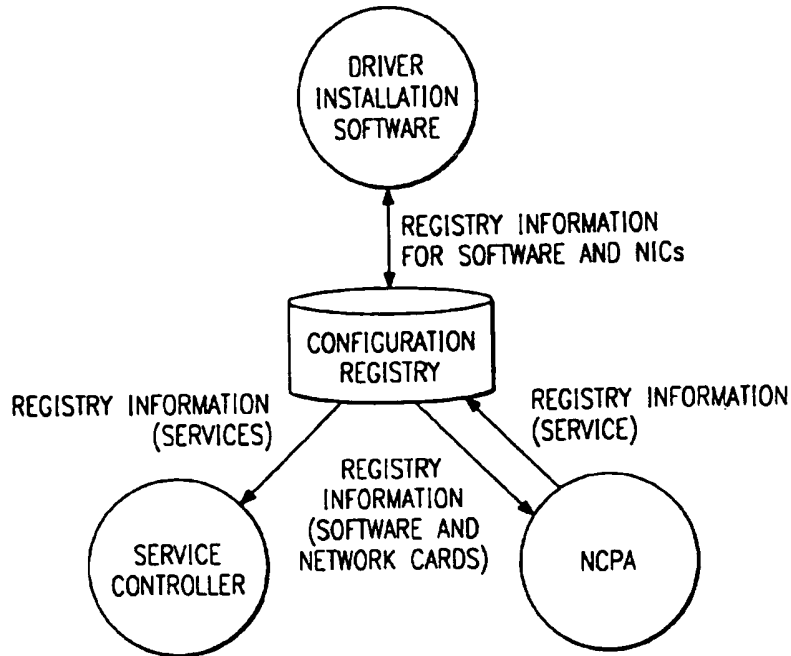 DRIVER
INSTALLATION
SOFTWARE
REGISTRY INFORMATION
FOR SOFTWARE AND NICs
CONFIGURATION
REGISTRY
REGISTRY INFORMATION
(SERVICES)
REGISTRY INFORMATION
(SERVICE)
REGISTRY
INFORMATION
(SOFTWARE AND
NETWORK CARDS)
SERVICE
CONTROLLER
NCPA